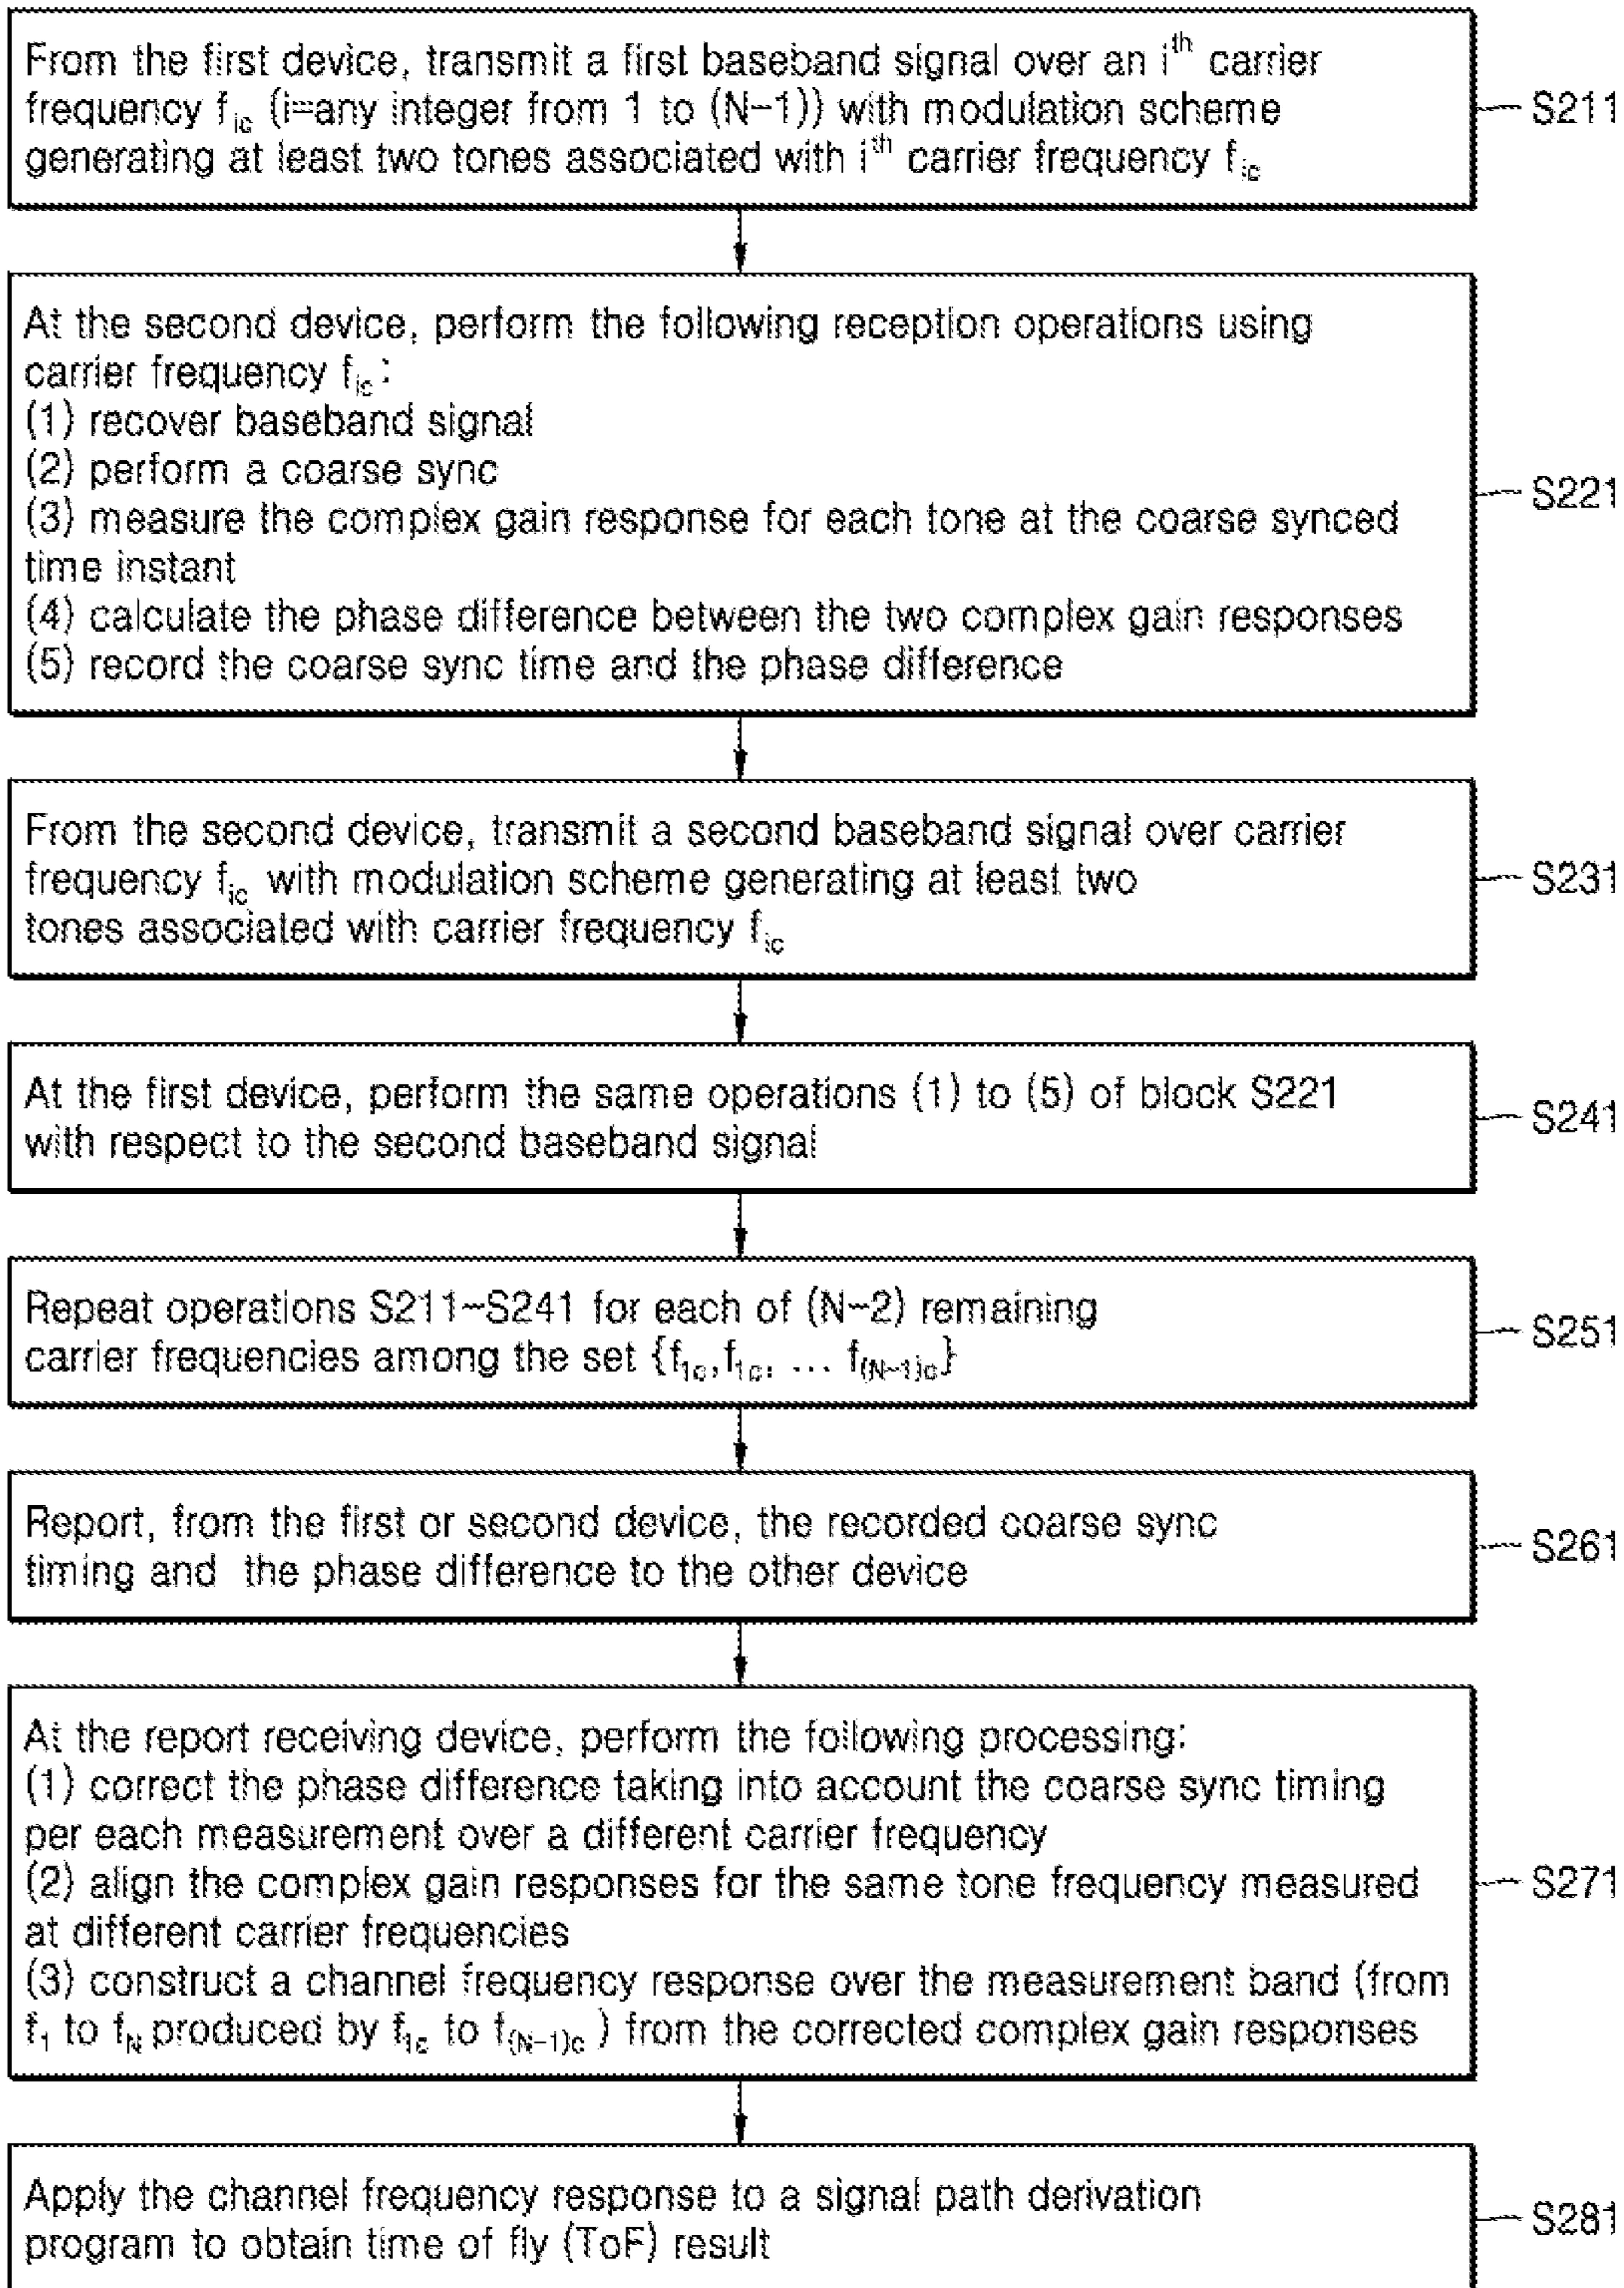 From the first device, transmit a first baseband signal over an i^th carrier
frequency f_ic (i=any integer from 1 to (N-1)) with modulation scheme
generating at least two tones associated with i^th carrier frequency f_ic
S211
At the second device, perform the following reception operations using
carrier frequency f_ic:
(1) recover baseband signal
(2) perform a coarse sync
(3) measure the complex gain response for each tone at the coarse synced
time instant
(4) calculate the phase difference between the two complex gain responses
(5) record the coarse sync time and the phase difference
S221
From the second device, transmit a second baseband signal over carrier
frequency f_ic with modulation scheme generating at least two
tones associated with carrier frequency f_ic
S231
At the first device, perform the same operations (1) to (5) of block S221
with respect to the second baseband signal
S241
Repeat operations S211~S241 for each of (N-2) remaining
carrier frequencies among the set {f_1c,f_1c, ... f_(N-1)c}
S251
Report, from the first or second device, the recorded coarse sync
timing and the phase difference to the other device
S261
At the report receiving device, perform the following processing:
(1) correct the phase difference taking into account the coarse sync timing
per each measurement over a different carrier frequency
(2) align the complex gain responses for the same tone frequency measured
at different carrier frequencies
(3) construct a channel frequency response over the measurement band (from
f_1 to f_N produced by f_1c to f_(N-1)c ) from the corrected complex gain responses
S271
Apply the channel frequency response to a signal path derivation
program to obtain time of fly (ToF) result
S281